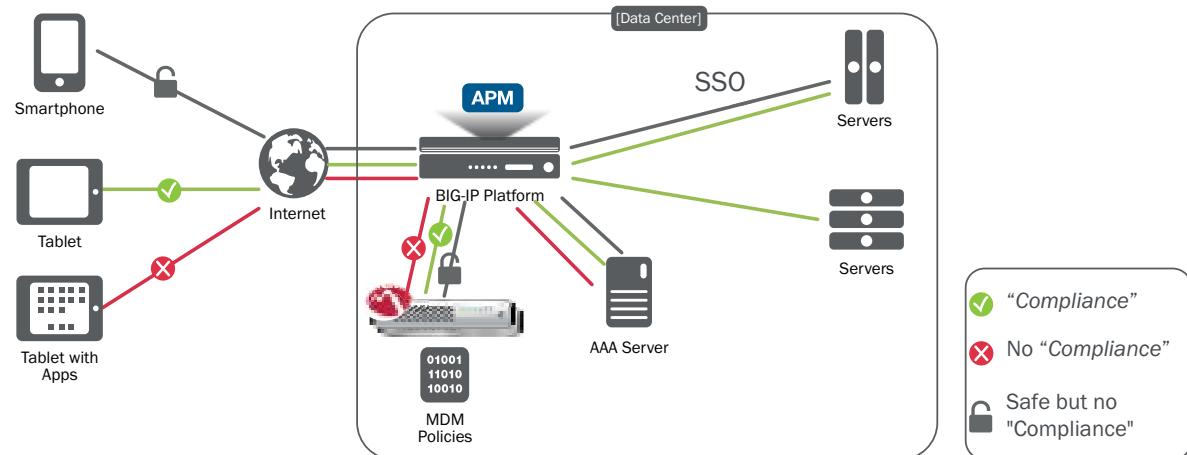 [Data Center]
Smartphone
Tablet
Tablet with
Apps
Internet
APM
BIG-IP Platform
SSO
Servers
Servers
AAA Server
01001
11010
10010
MDM
Policies
“Compliance”
No “Compliance”
Safe but no
"Compliance"